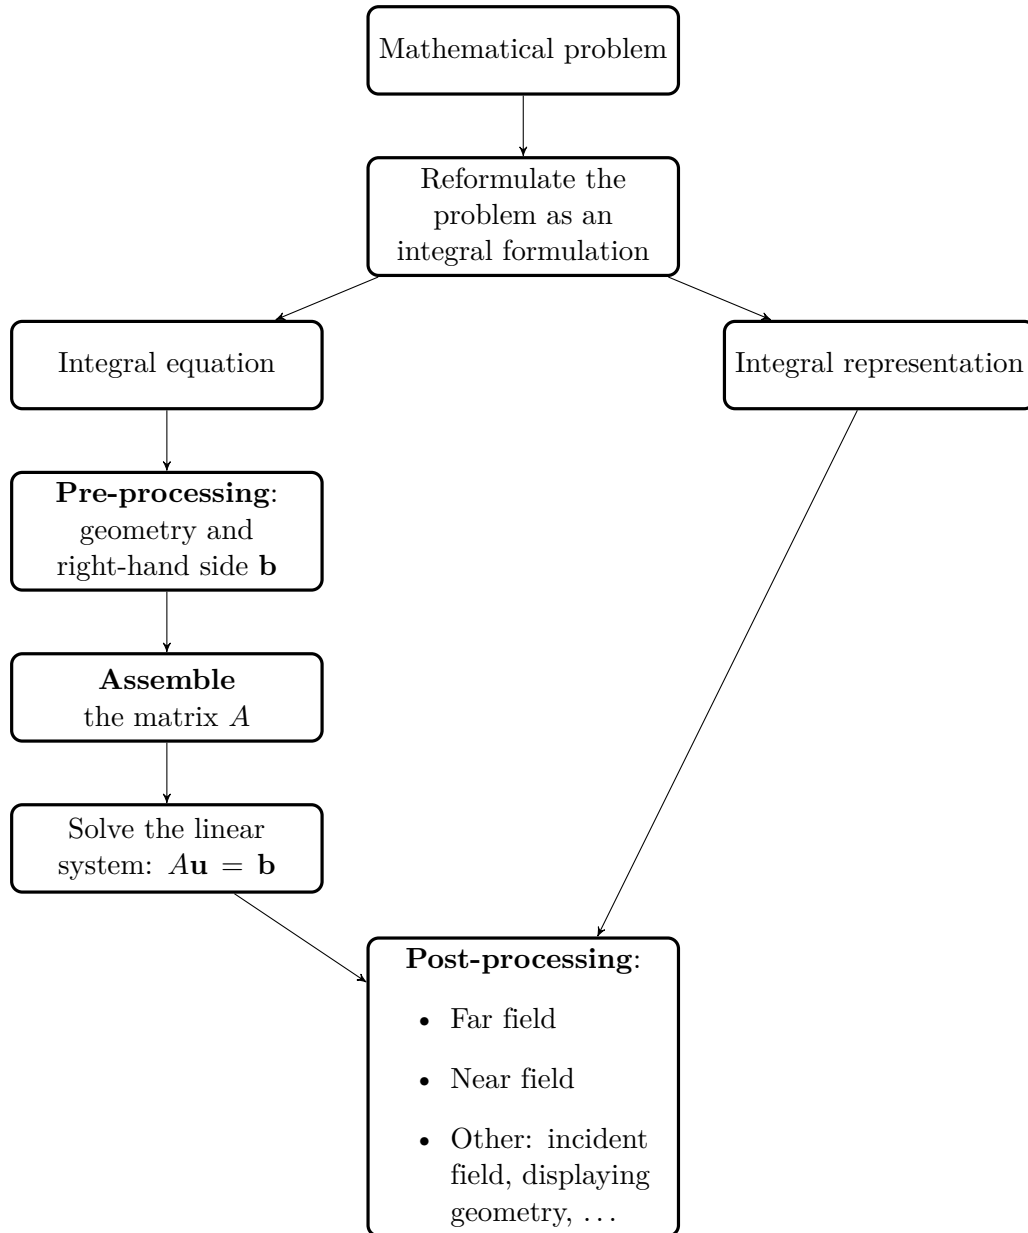 Mathematical problem
Reformulate the
problem as an
integral formulation
Integral equation
Integral representation
Pre-processing:
geometry and
right-hand side b
Assemble
the matrix A
Solve the linear
system: Au = b
Post-processing:
• Far field
• Near field
• Other: incident
field, displaying
geometry, ...